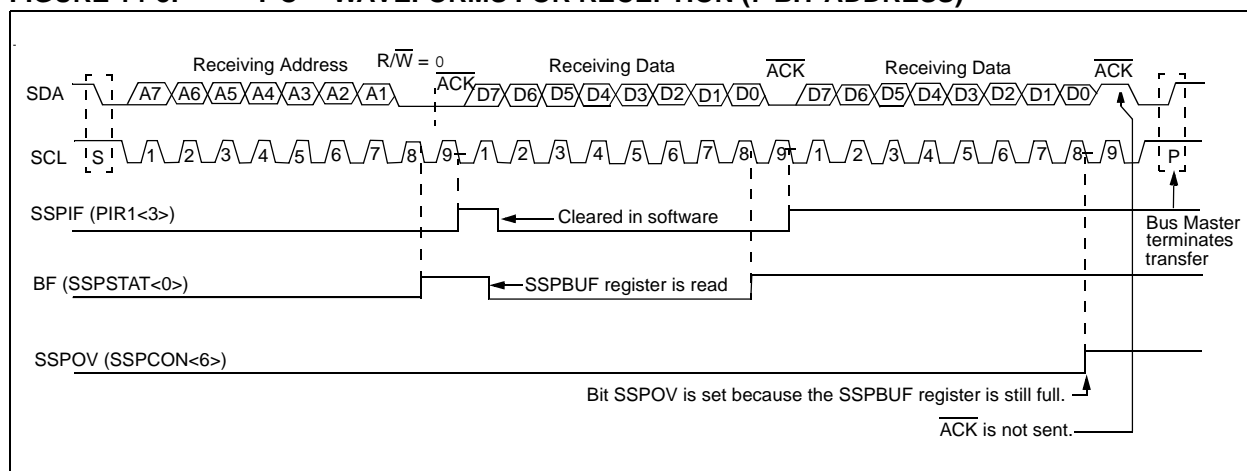 Receiving Address R/W = 0 ACK Receiving Data ACK Receiving Data ACK
SDA A7 A6 A5 A4 A3 A2 A1 D7 D6 D5 D4 D3 D2 D1 D0 D7 D6 D5 D4 D3 D2 D1 D0
SCL S 1 2 3 4 5 6 7 8 9 1 2 3 4 5 6 7 8 9 1 2 3 4 5 6 7 8 9 P
SSPIF (PIR1<3>)
Cleared in software
Bus Master
terminates
transfer
BF (SSPSTAT<0>)
SSPBUF register is read
SSPOV (SSPCON<6>)
Bit SSPOV is set because the SSPBUF register is still full.
ACK is not sent.